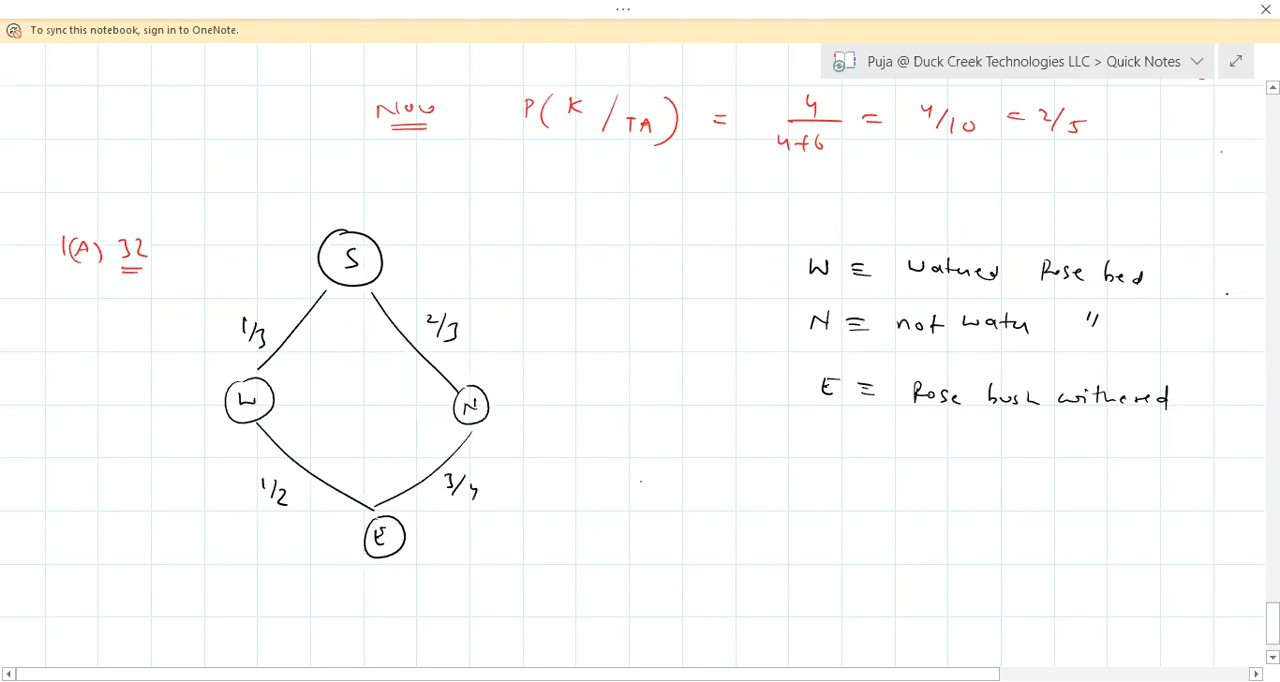 To sync this notebook, sign in to OneNote.
Puja @ Duck Creek Technologies LLC > Quick Notes
Now P( K / TA ) = 4 / 4+6 = 4/10 = 2/5
1(A) 32
S
1/3 2/3
W N
1/2 3/4
E
W ≡ watured Rose bed
N ≡ not watu "
E ≡ Rose bush withered